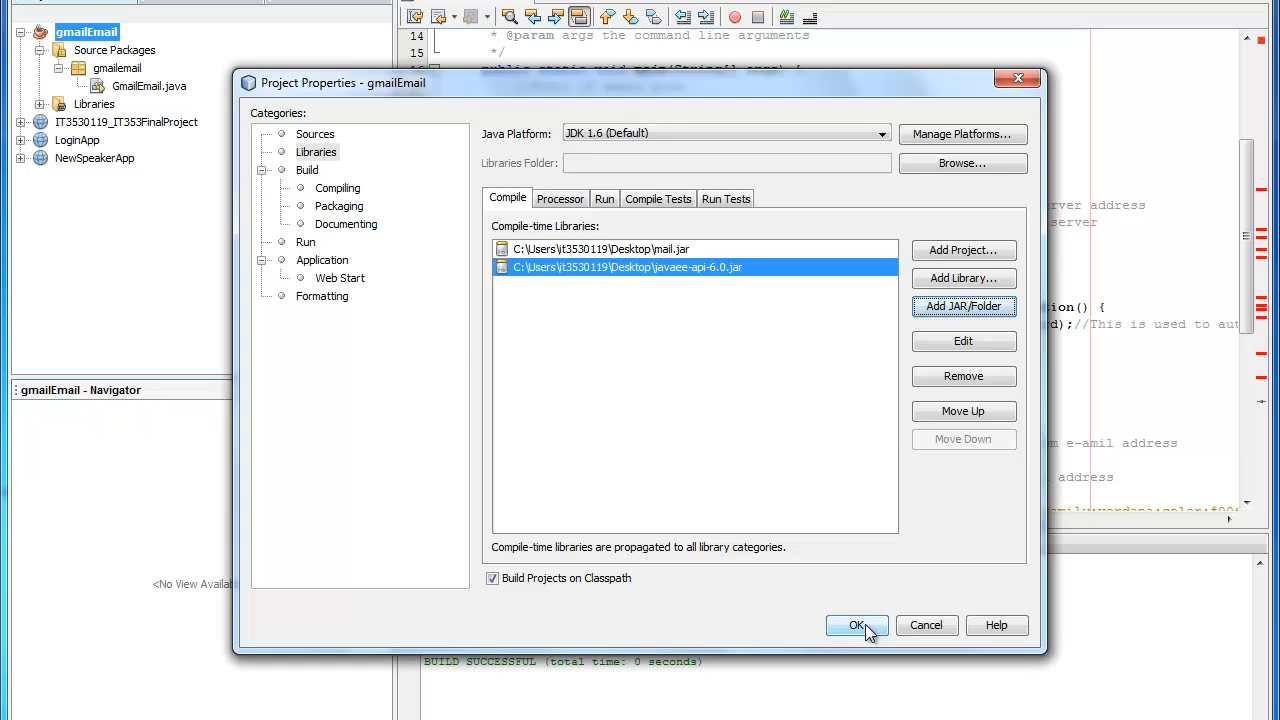 gmailEmail
Source Packages
gmailemail
GmailEmail.java
Libraries
IT3530119_IT353FinalProject
LoginApp
NewSpeakerApp
gmailEmail - Navigator
<No View Availab
14 * @param args the command line arguments
15 */
erver address
server
tion() {
rd);//This is used to aut
om e-amil address
address
BUILD SUCCESSFUL (total time: 0 seconds)
Project Properties - gmailEmail
Categories:
Sources
Libraries
Build
Compiling
Packaging
Documenting
Run
Application
Web Start
Formatting
Java Platform: JDK 1.6 (Default) Manage Platforms...
Libraries Folder: Browse...
Compile Processor Run Compile Tests Run Tests
Compile-time Libraries:
C:\Users\it3530119\Desktop\mail.jar
C:\Users\it3530119\Desktop\javaee-api-6.0.jar
Add Project...
Add Library...
Add JAR/Folder
Edit
Remove
Move Up
Move Down
Compile-time libraries are propagated to all library categories.
Build Projects on Classpath
OK Cancel Help